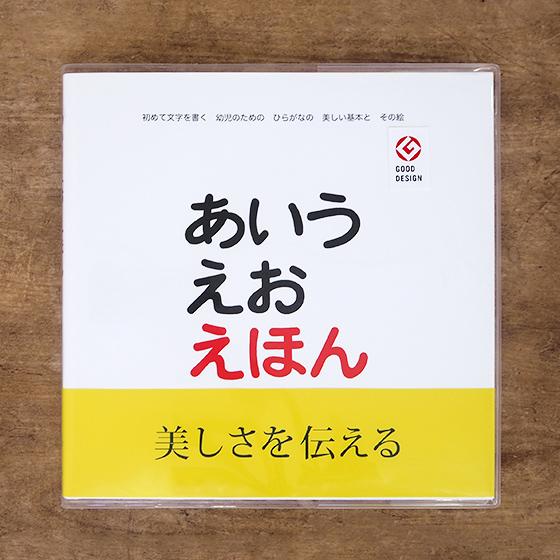 初めて文字を書く　幼児のための　ひらがなの　美しい基本と　その絵
GOOD
DESIGN
あいう
えお
えほん
美しさを伝える